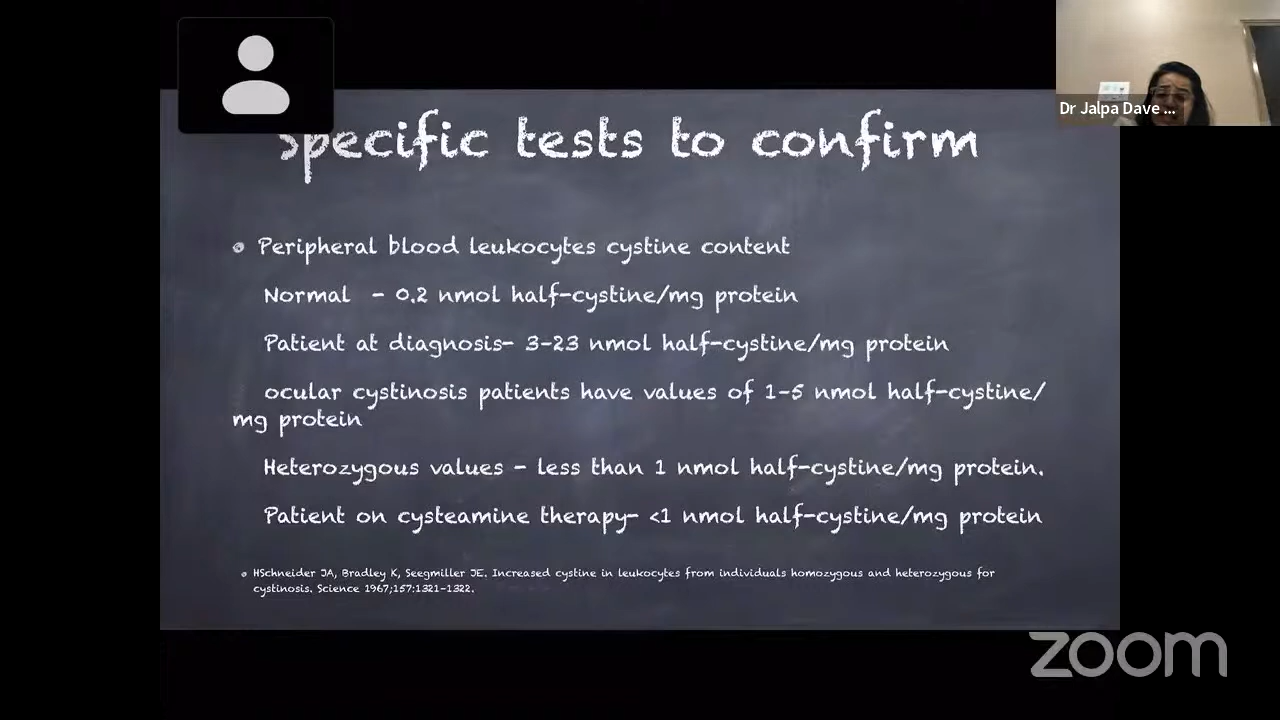 Specific tests to confirm
Dr Jalpa Dave ...
Peripheral blood leukocytes cystine content
Normal - 0.2 nmol half-cystine/mg protein
Patient at diagnosis- 3-23 nmol half-cystine/mg protein
ocular cystinosis patients have values of 1-5 nmol half-cystine/
mg protein
Heterozygous values - less than 1 nmol half-cystine/mg protein.
Patient on cysteamine therapy- <1 nmol half-cystine/mg protein
HSchneider JA, Bradley K, Seegmiller JE. Increased cystine in leukocytes from individuals homozygous and heterozygous for
cystinosis. Science 1967;157:1321-1322.
zoom